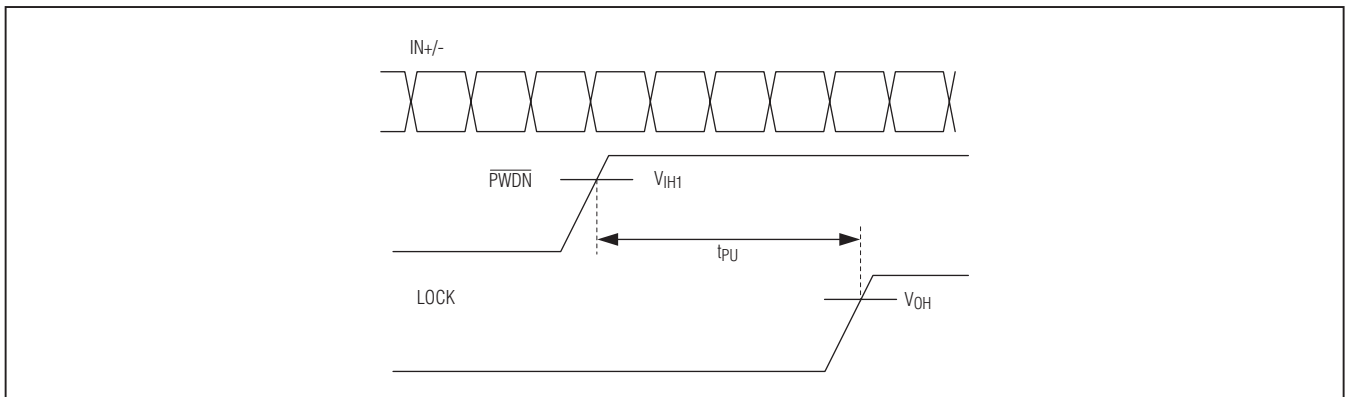 IN+/-
PWDN
VIH1
tPU
LOCK
VOH